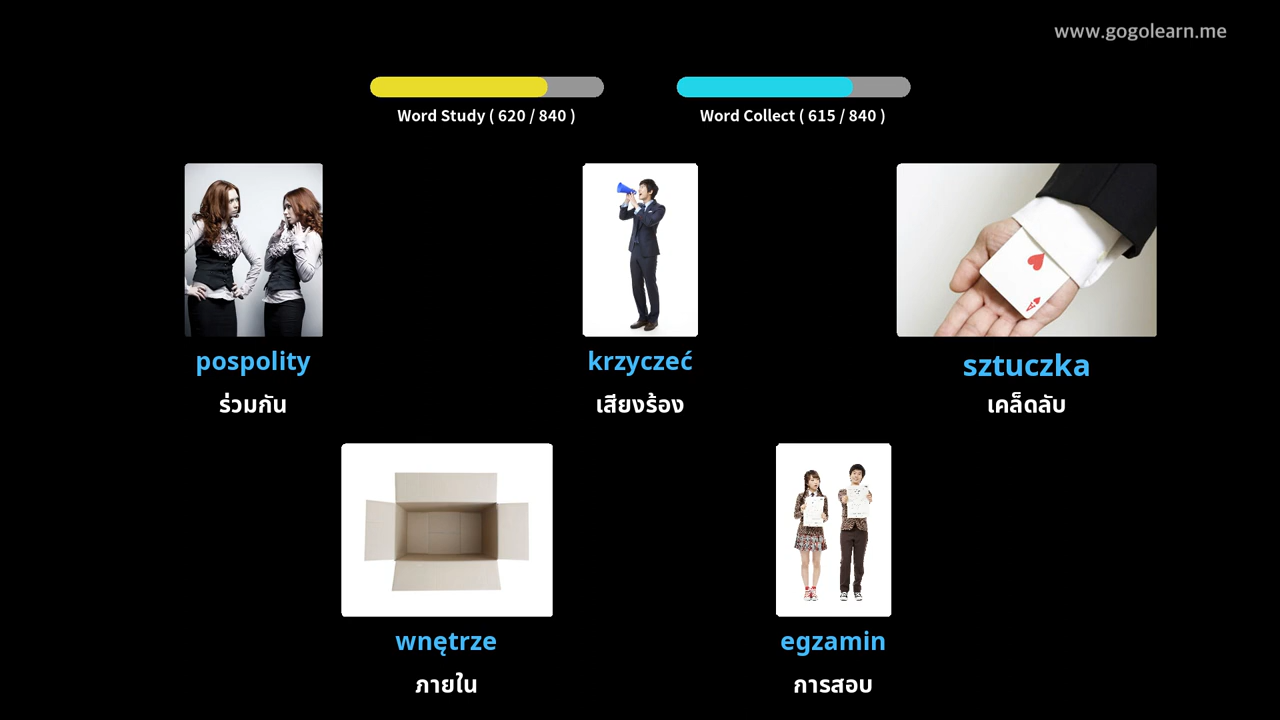 www.gogolearn.me
Word Study ( 620 / 840 )
Word Collect ( 615 / 840 )
pospolity
krzyczeć
sztuczka
ร่วมกัน
เสียงร้อง
เคล็ดลับ
wnętrze
egzamin
ภายใน
การสอบ